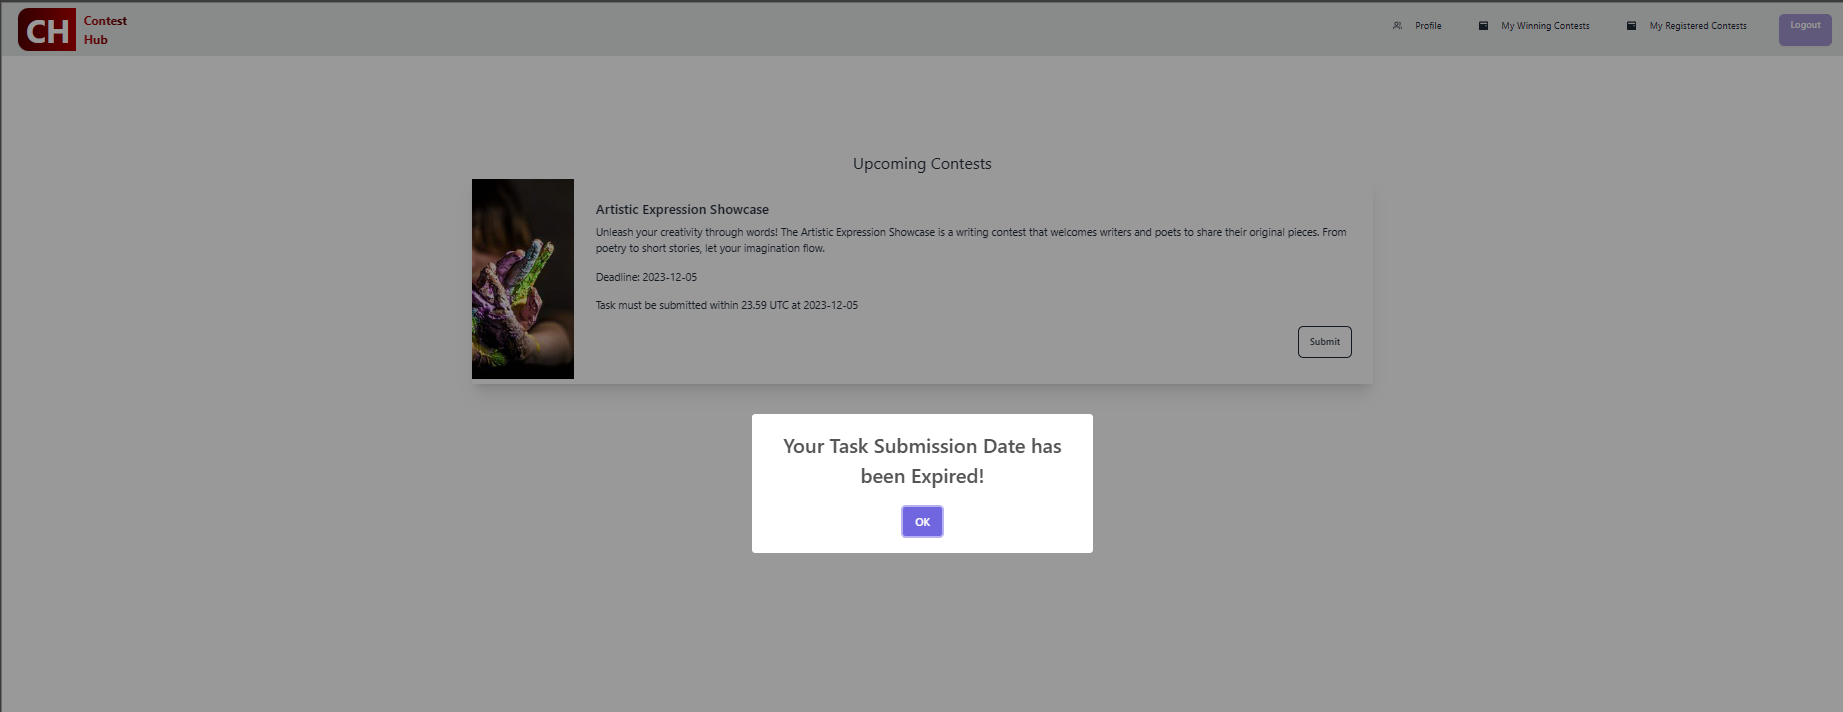 CH
Contest
Hub
Profile
My Winning Contests
My Registered Contests
Logout
Upcoming Contests
Artistic Expression Showcase
Unleash your creativity through words! The Artistic Expression Showcase is a writing contest that welcomes writers and poets to share their original pieces. From
poetry to short stories, let your imagination flow.
Deadline: 2023-12-05
Task must be submitted within 23.59 UTC at 2023-12-05
Submit
Your Task Submission Date has
been Expired!
OK